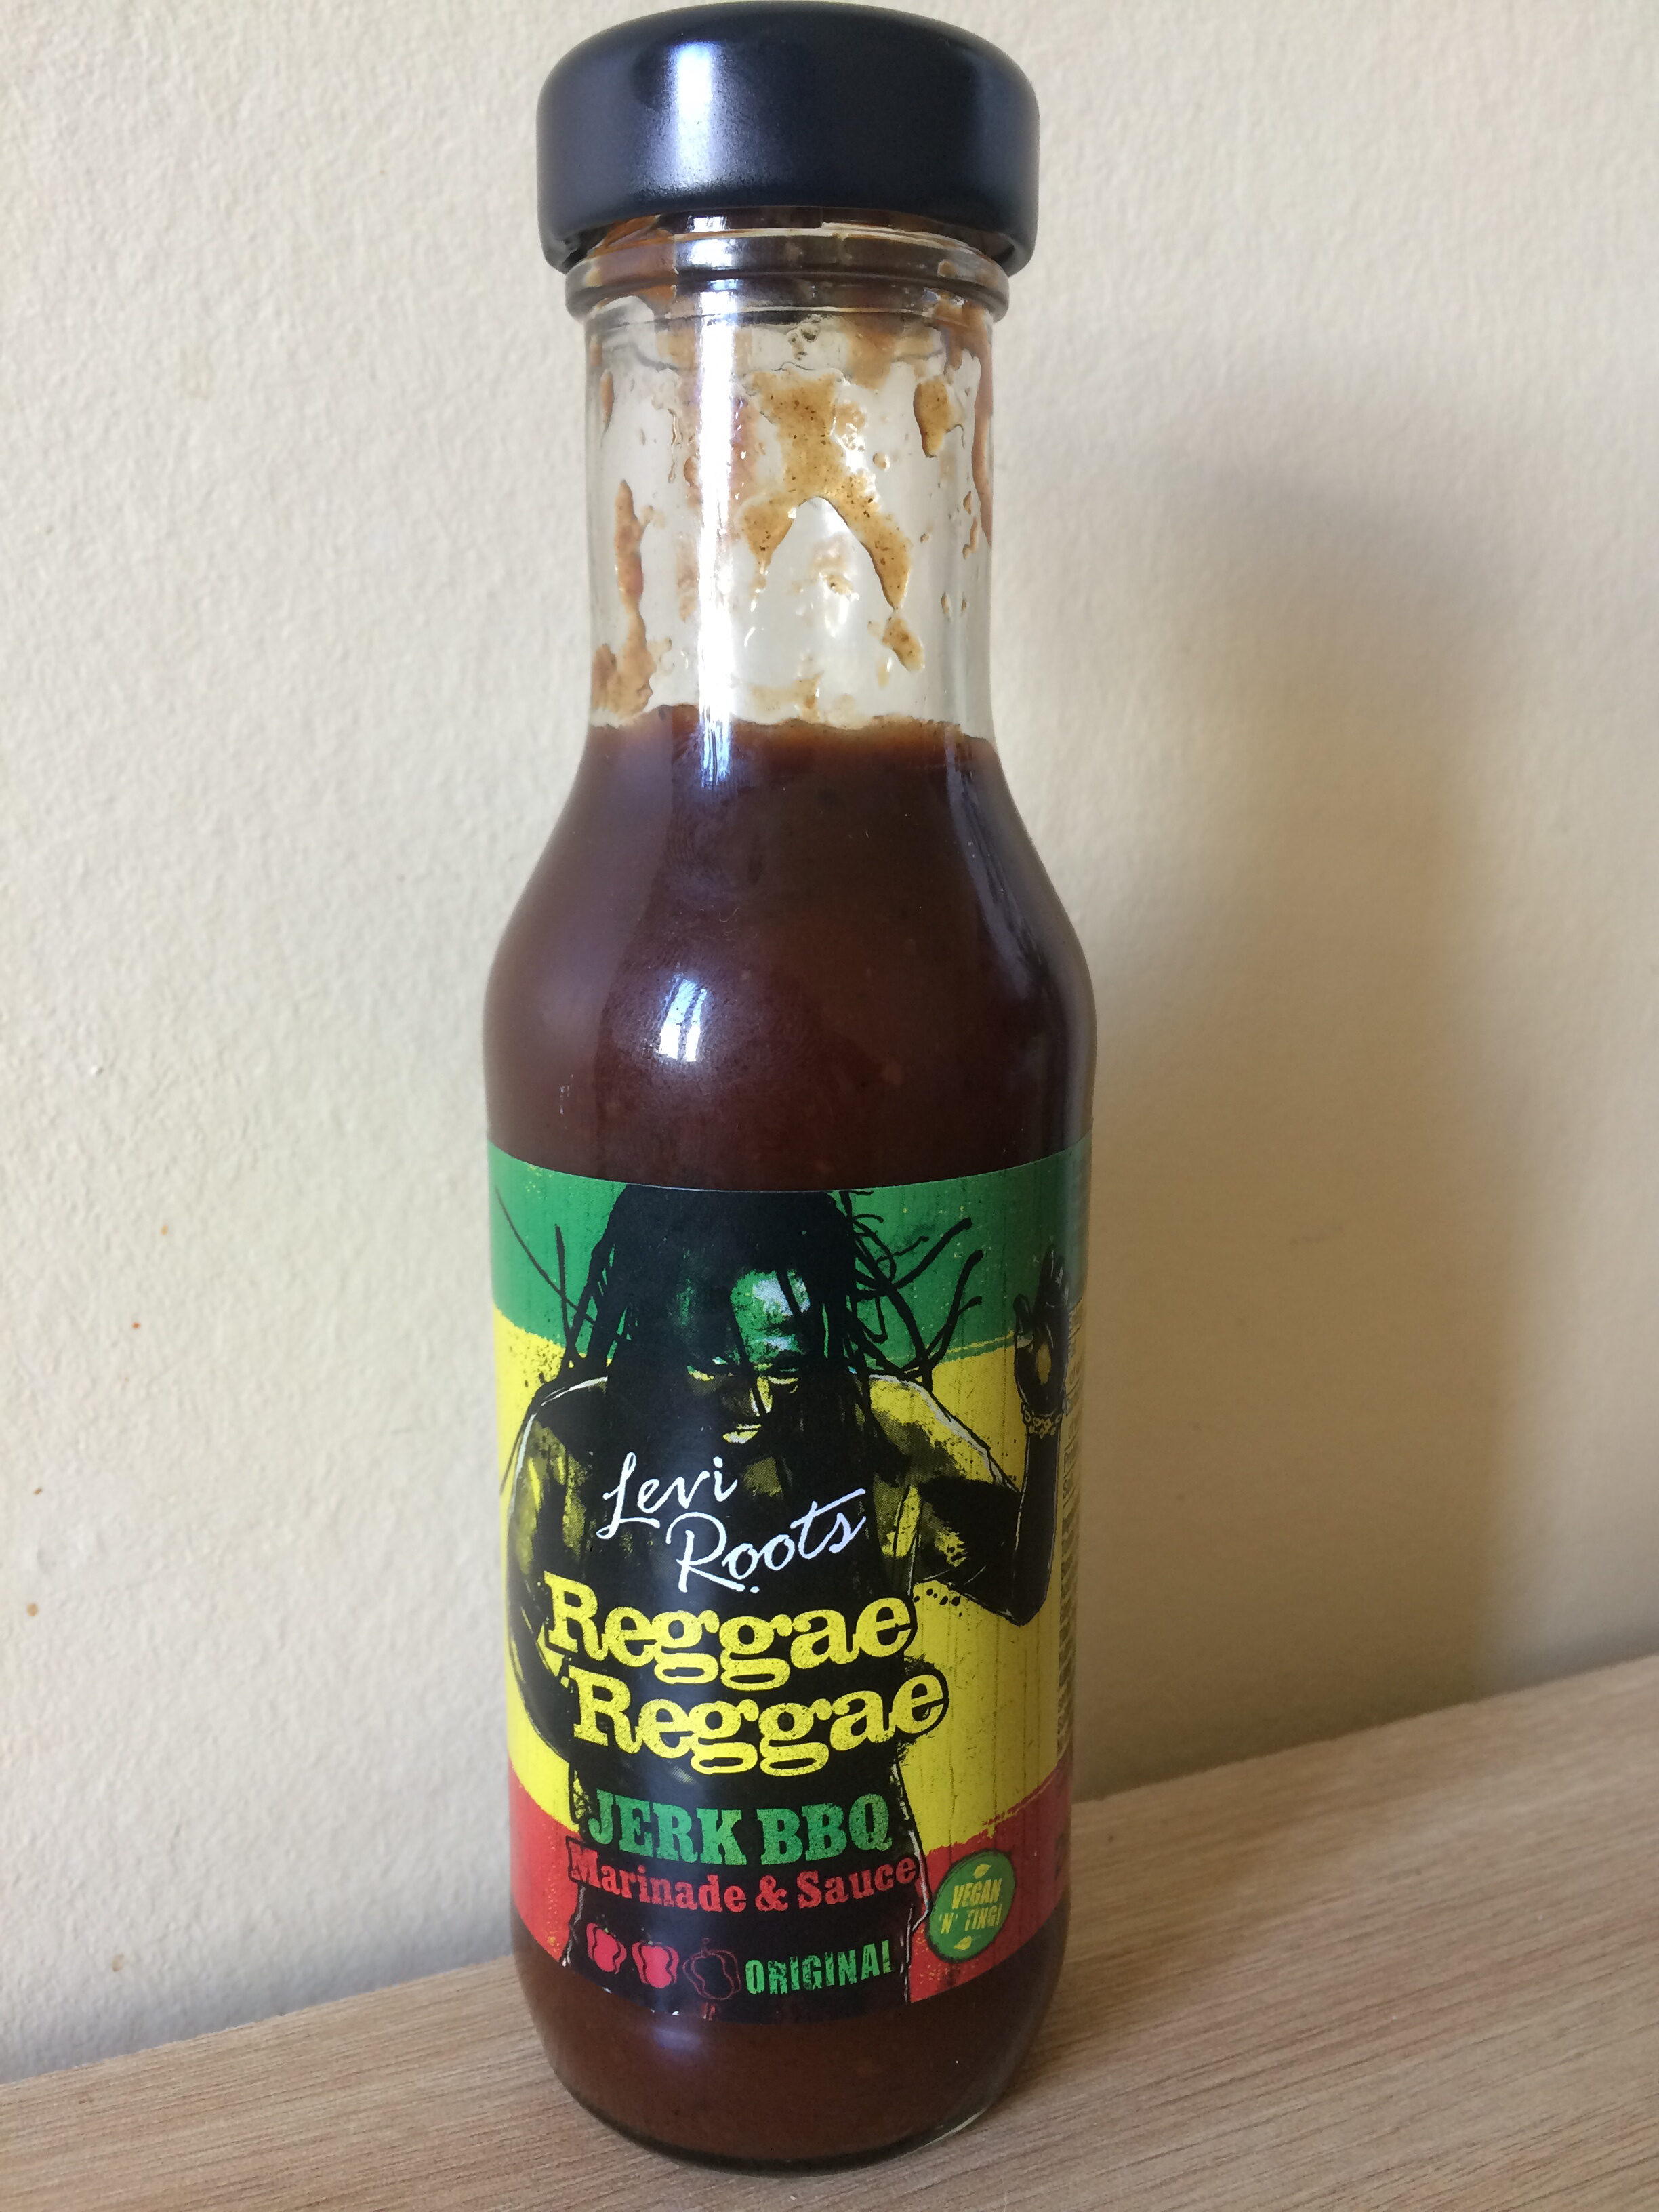 Levi
Roots
Reggae
Reggae
JERK BBQ
Marinade & Sauce
VEGAN
'N' TING!
ORIGINAL